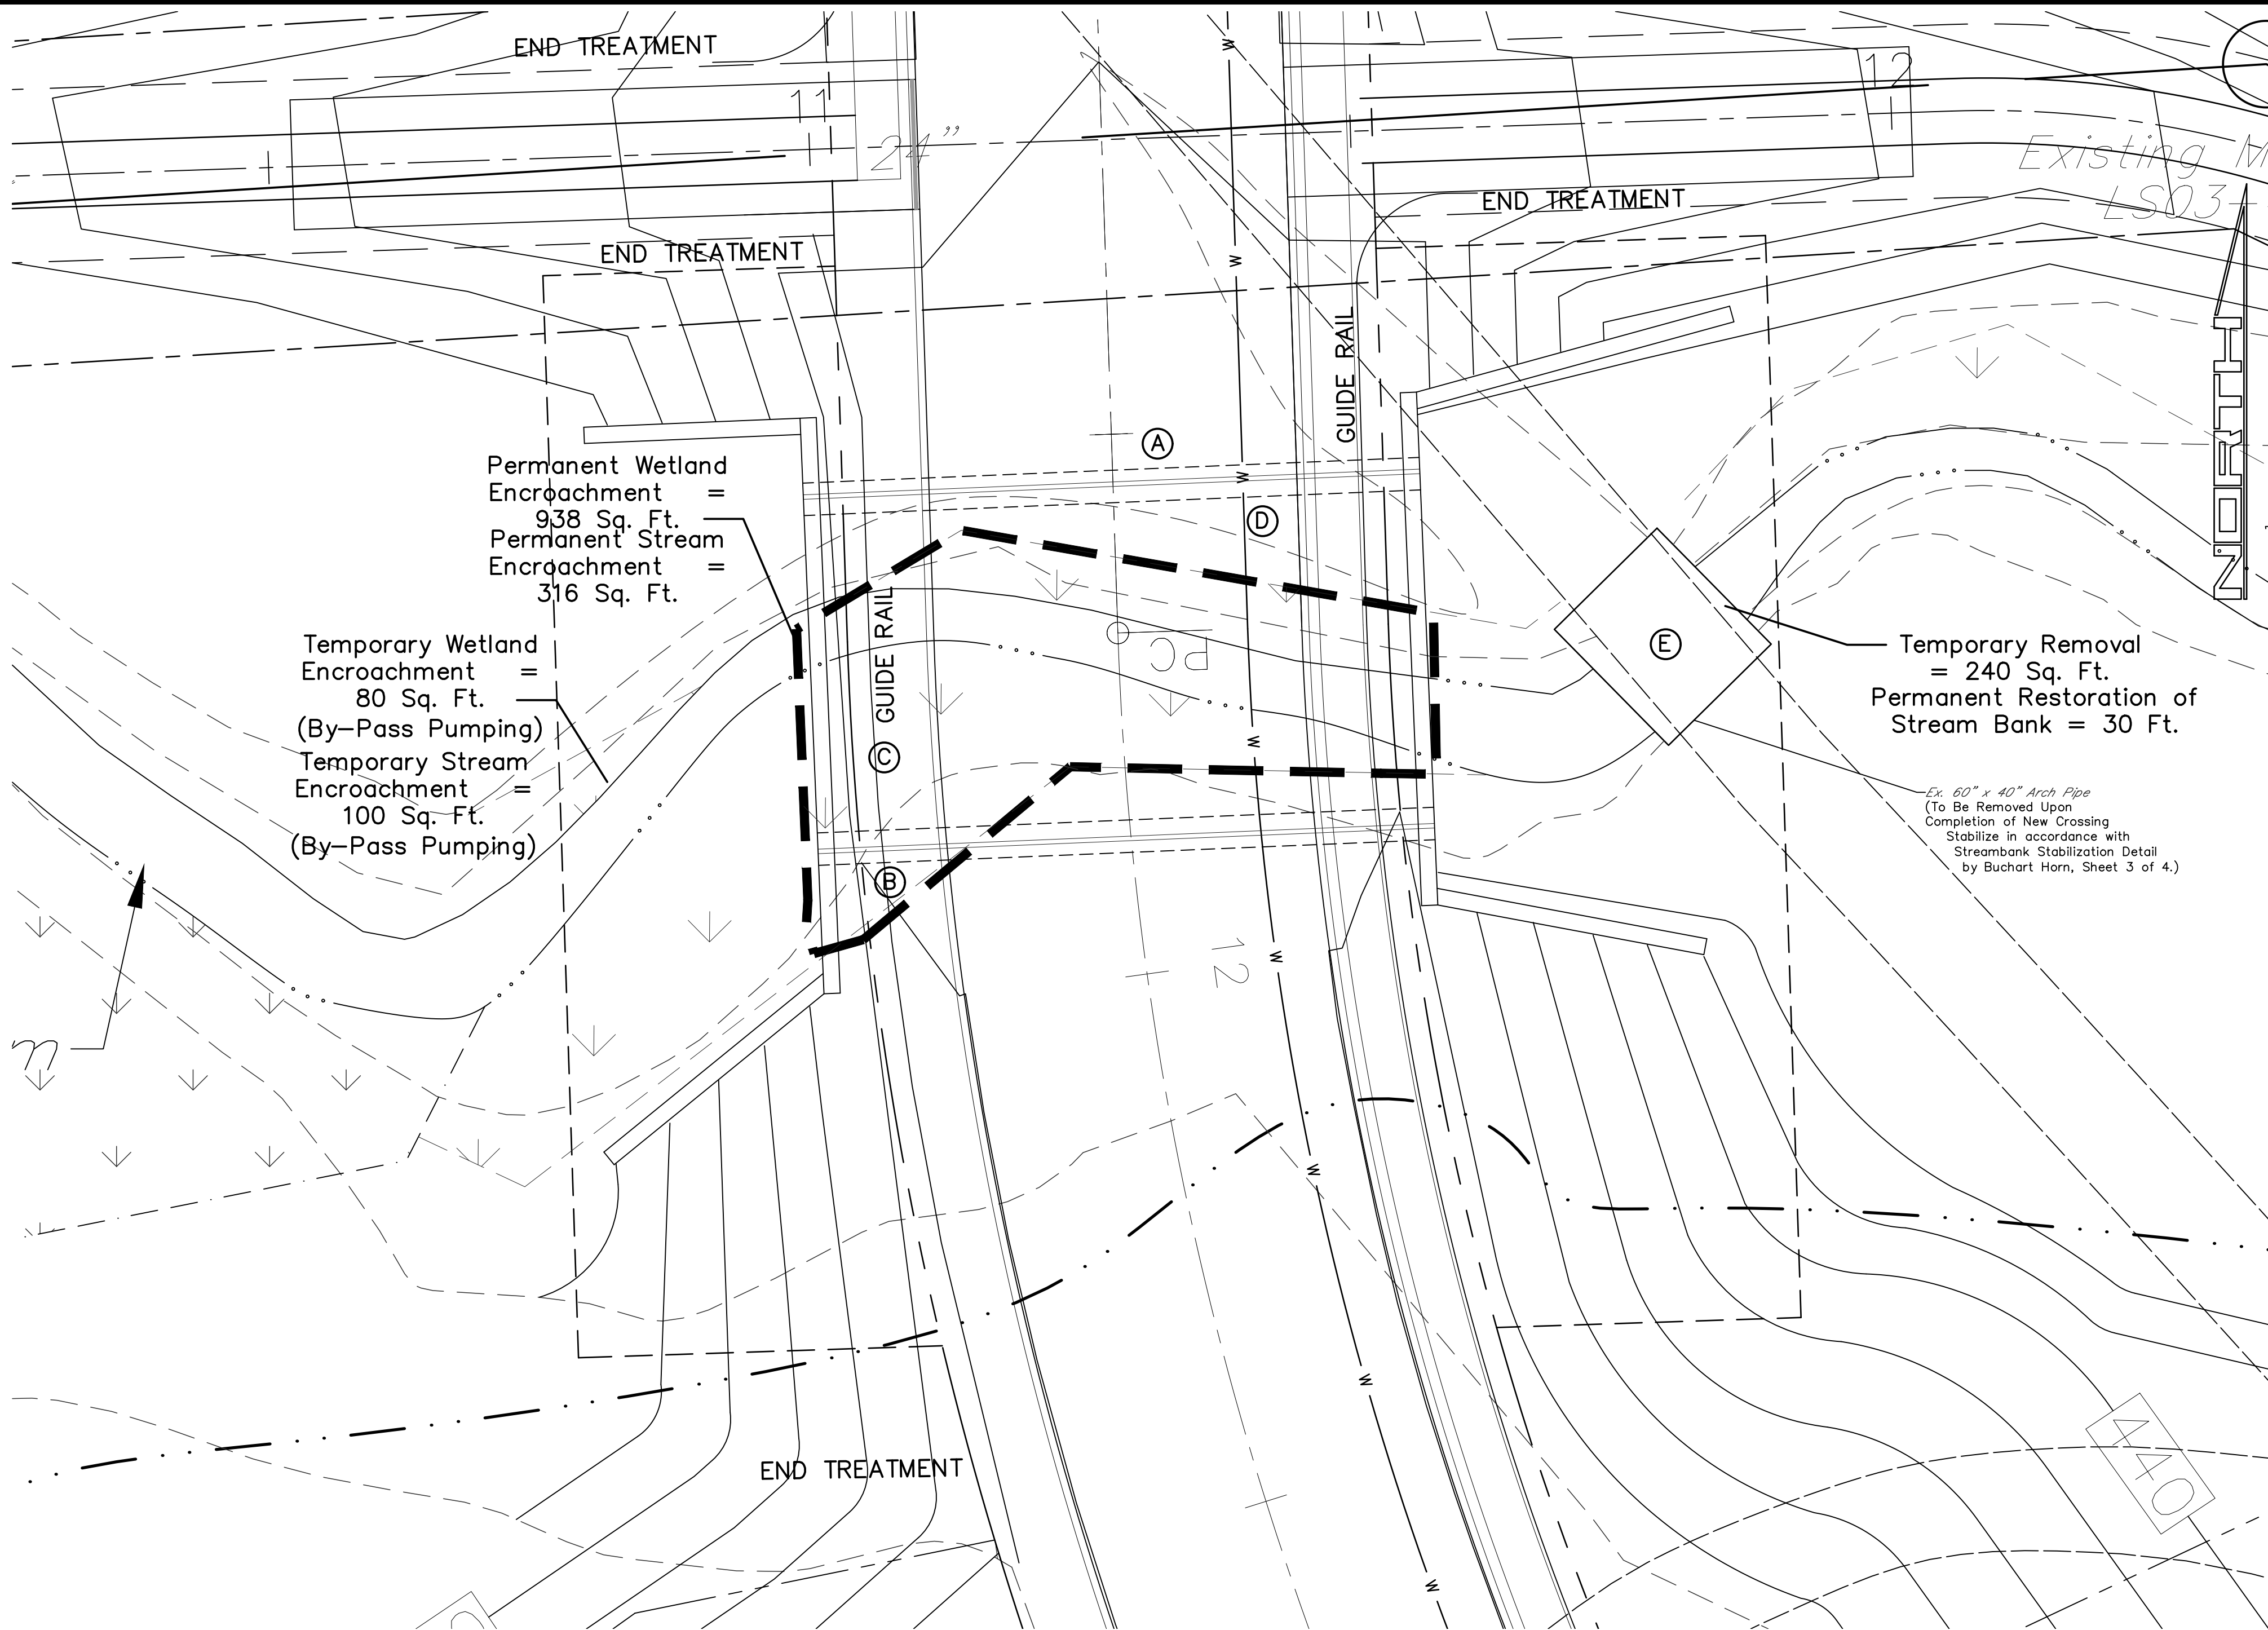 END TREATMENT
11
24"
12
Existing
LS03-
END TREATMENT
END TREATMENT
NORTH
GUIDE RAIL
A
Permanent Wetland
Encroachment =
938 Sq. Ft.
Permanent Stream
Encroachment =
316 Sq. Ft.
D
GUIDE RAIL
PC
E
Temporary Wetland
Encroachment =
80 Sq. Ft.
(By-Pass Pumping)
Temporary Stream
Encroachment =
100 Sq. Ft.
(By-Pass Pumping)
Temporary Removal
= 240 Sq. Ft.
Permanent Restoration of
Stream Bank = 30 Ft.
C
Ex. 60" x 40" Arch Pipe
(To Be Removed Upon
Completion of New Crossing
Stabilize in accordance with
Streambank Stabilization Detail
by Buchart Horn, Sheet 3 of 4.)
B
12
W
W
W
W
W
W
W
W
440
END TREATMENT